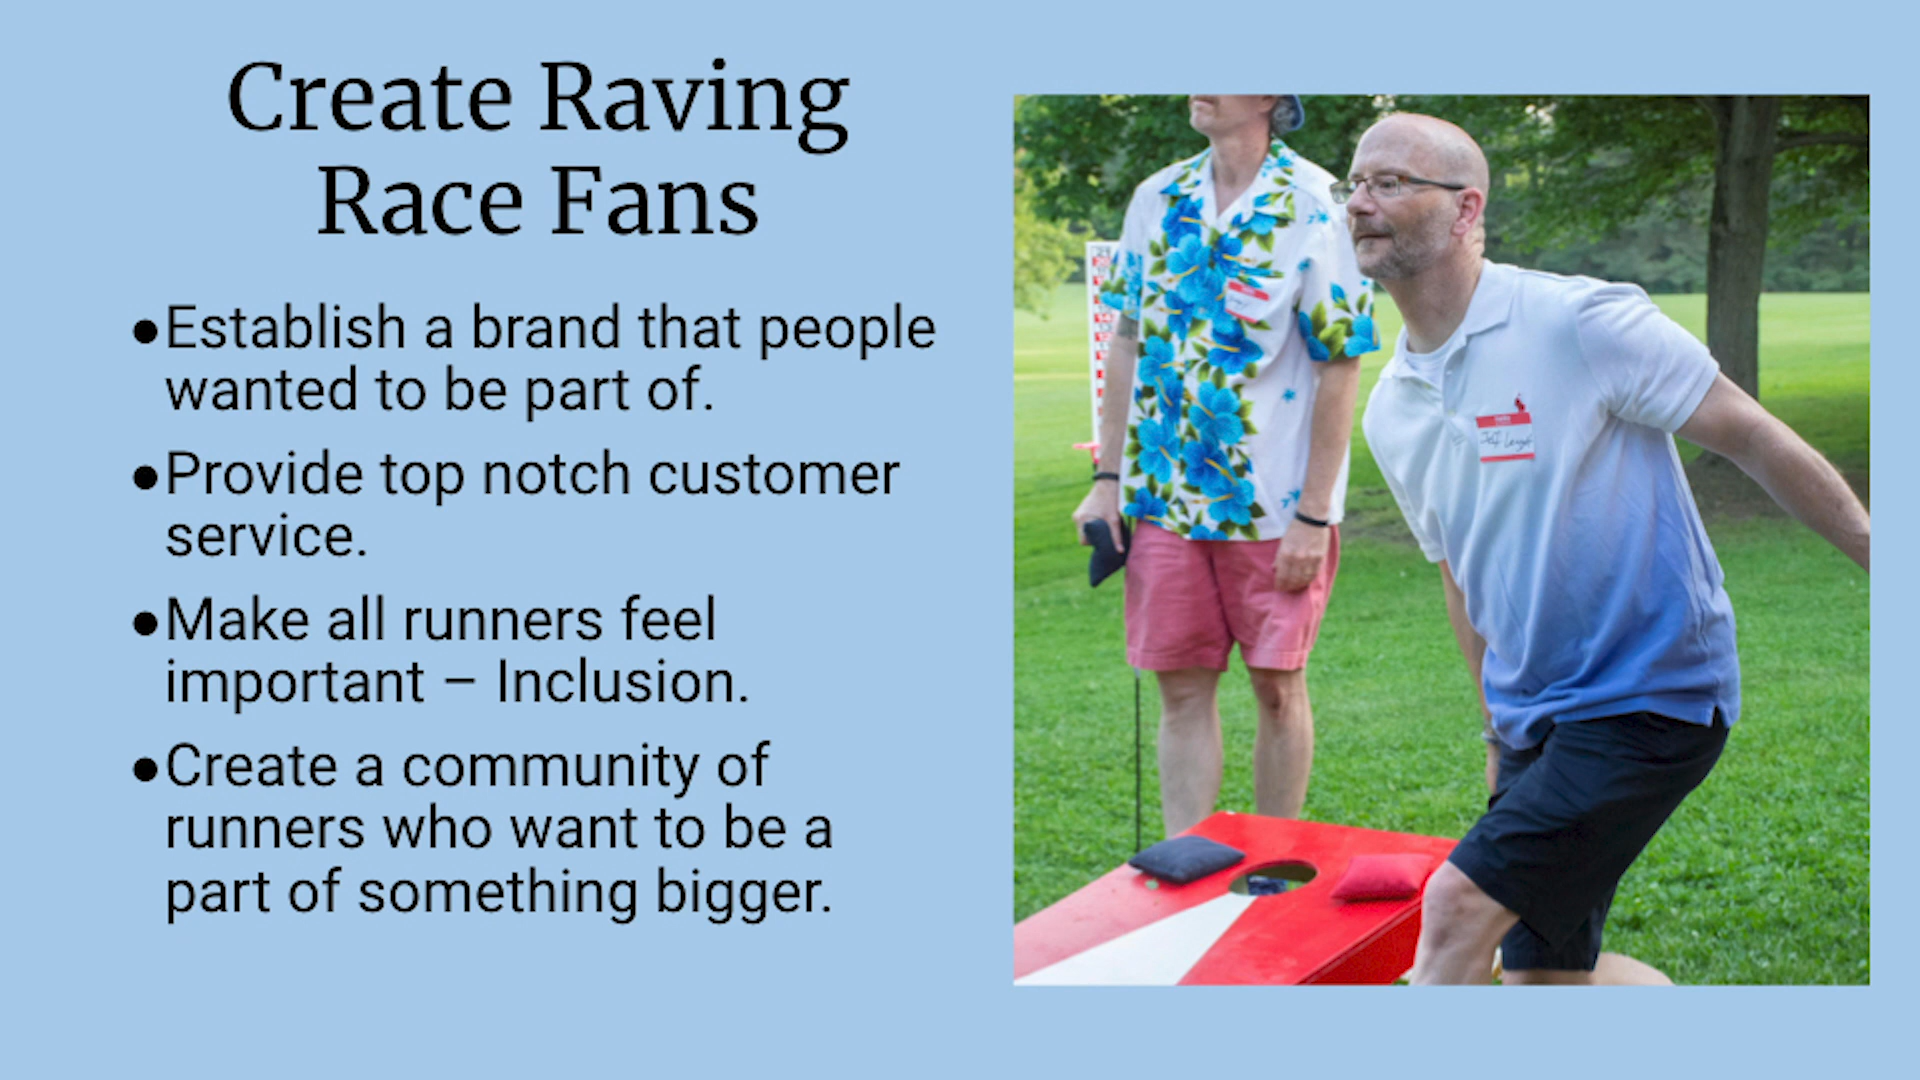 Create Raving
Race Fans
●Establish a brand that people
wanted to be part of.
●Provide top notch customer
service.
●Make all runners feel
important – Inclusion.
●Create a community of
runners who want to be a
part of something bigger.
Jeff